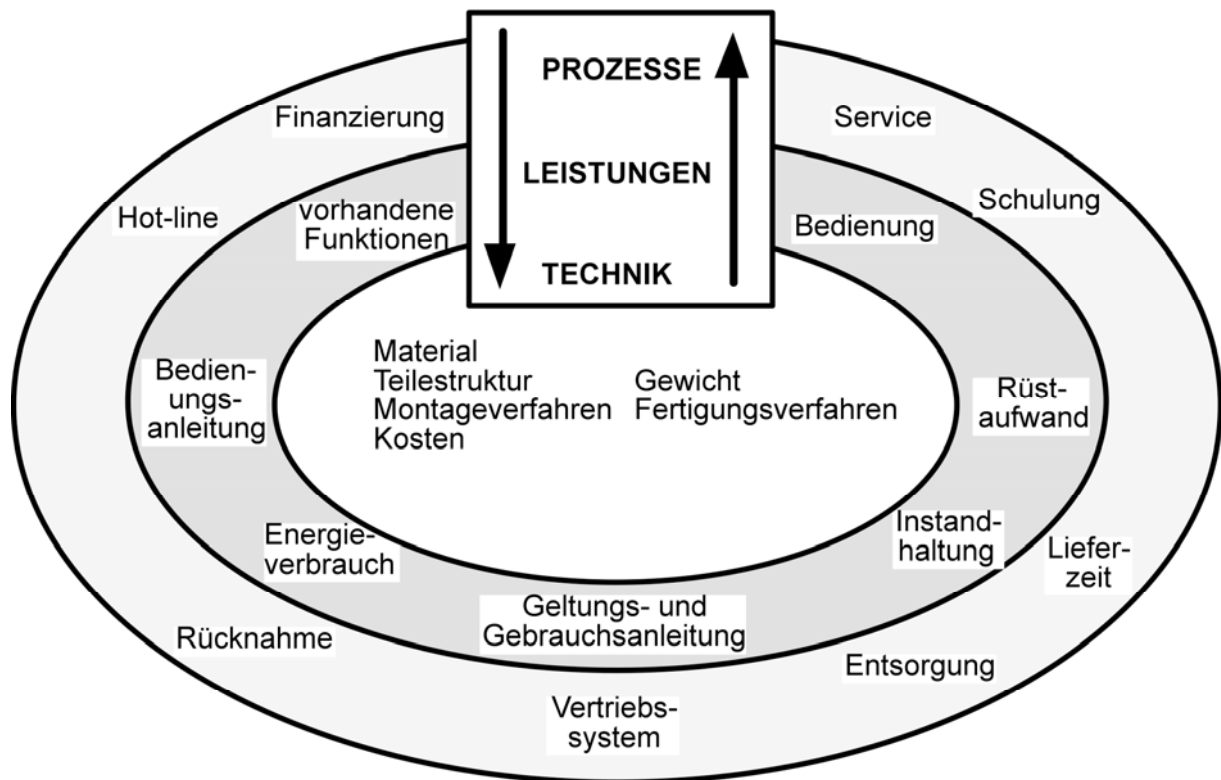 PROZESSE
Finanzierung
Service
LEISTUNGEN
Hot-line
vorhandene
Funktionen
Bedienung
Schulung
TECHNIK
Material
Teilestruktur
Montageverfahren
Kosten
Gewicht
Fertigungsverfahren
Bedien-
ungs-
anleitung
Rüst-
aufwand
Energie-
verbrauch
Instand-
haltung
Liefer-
zeit
Geltungs- und
Gebrauchsanleitung
Rücknahme
Entsorgung
Vertriebs-
system